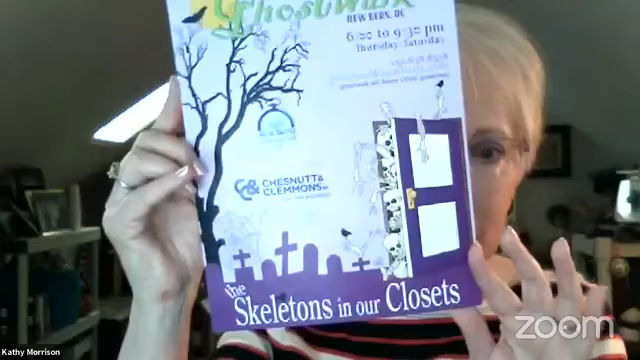 Ghostwalk
NEW BERN, NC
6:00 to 9:30 pm
Thursday-Saturday
C&C CHESNUTT &
CLEMMONS
the
Skeletons in our Closets
Kathy Morrison
zoom